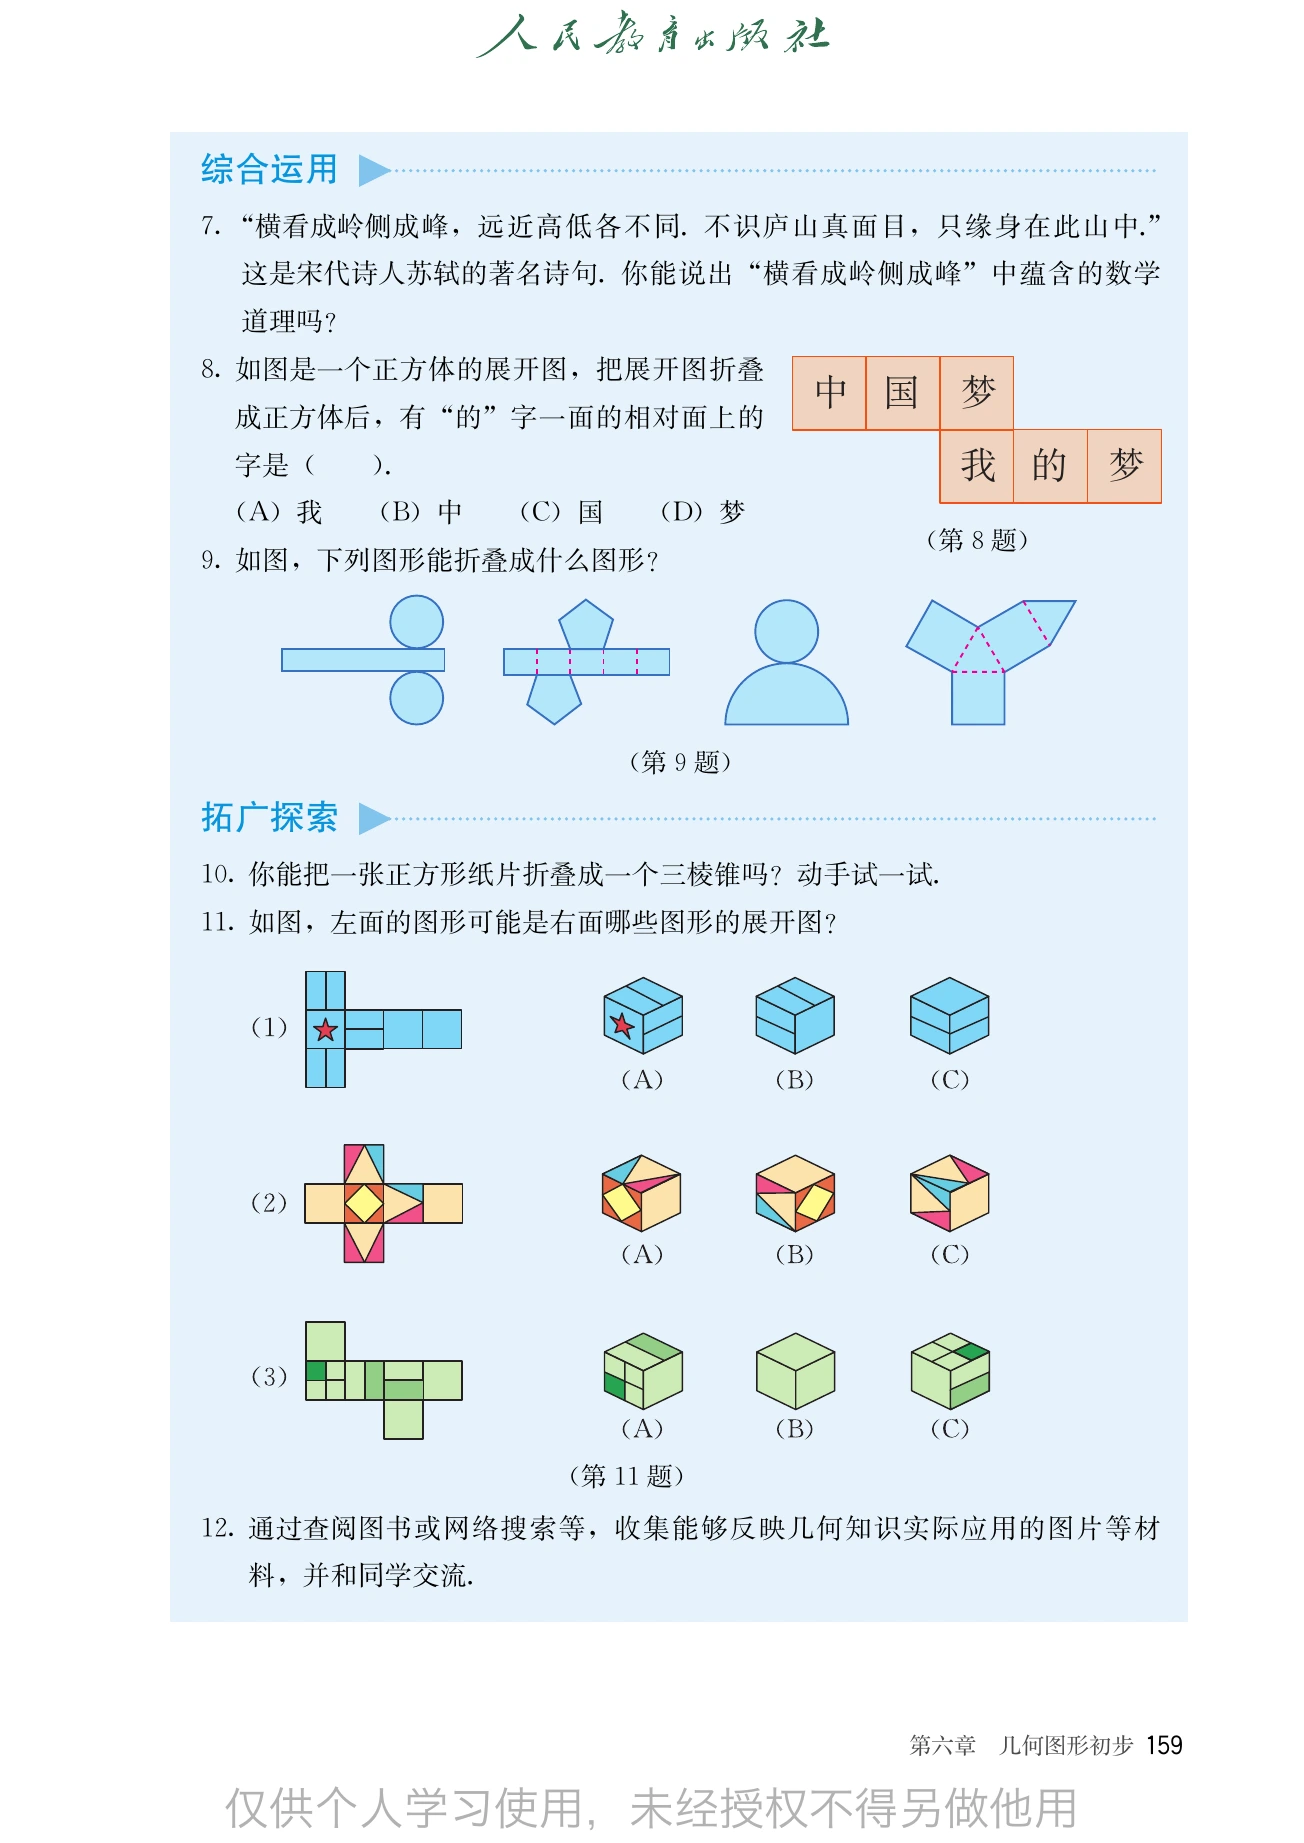 人民教育出版社
综合运用
7. “横看成岭侧成峰，远近高低各不同. 不识庐山真面目，只缘身在此山中.”
这是宋代诗人苏轼的著名诗句. 你能说出“横看成岭侧成峰”中蕴含的数学
道理吗？
8. 如图是一个正方体的展开图，把展开图折叠
成正方体后，有“的”字一面的相对面上的
字是（　　）.
（A）我　（B）中　（C）国　（D）梦
中 国 梦
我 的 梦
（第 8 题）
9. 如图，下列图形能折叠成什么图形？
（第 9 题）
拓广探索
10. 你能把一张正方形纸片折叠成一个三棱锥吗？动手试一试.
11. 如图，左面的图形可能是右面哪些图形的展开图？
（1）
（A）　（B）　（C）
（2）
（A）　（B）　（C）
（3）
（A）　（B）　（C）
（第 11 题）
12. 通过查阅图书或网络搜索等，收集能够反映几何知识实际应用的图片等材
料，并和同学交流.
第六章　几何图形初步 159
仅供个人学习使用，未经授权不得另做他用